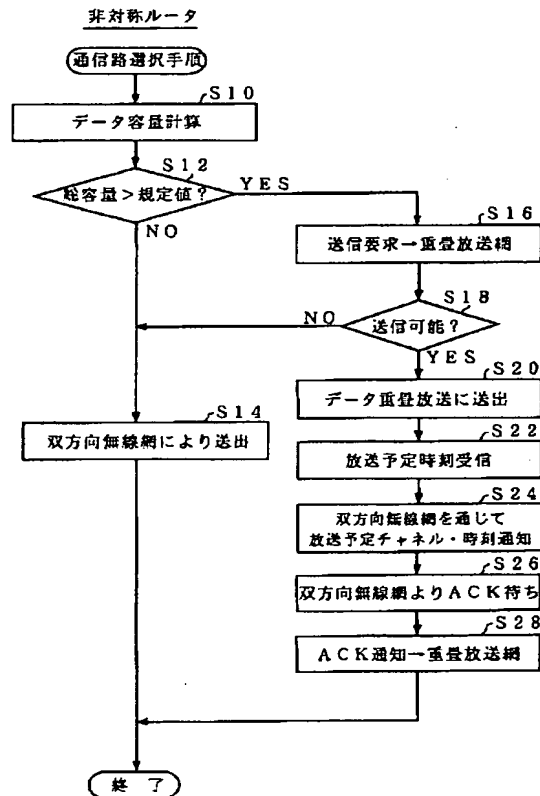 非対称ルータ
通信路選択手順
S10
データ容量計算
S12
総容量>規定値?
YES
NO
S16
送信要求→重畳放送網
S18
送信可能?
NO
YES
S20
データ重畳放送に送出
S14
双方向無線網により送出
S22
放送予定時刻受信
S24
双方向無線網を通じて
放送予定チャネル・時刻通知
S26
双方向無線網よりACK待ち
S28
ACK通知→重畳放送網
終了